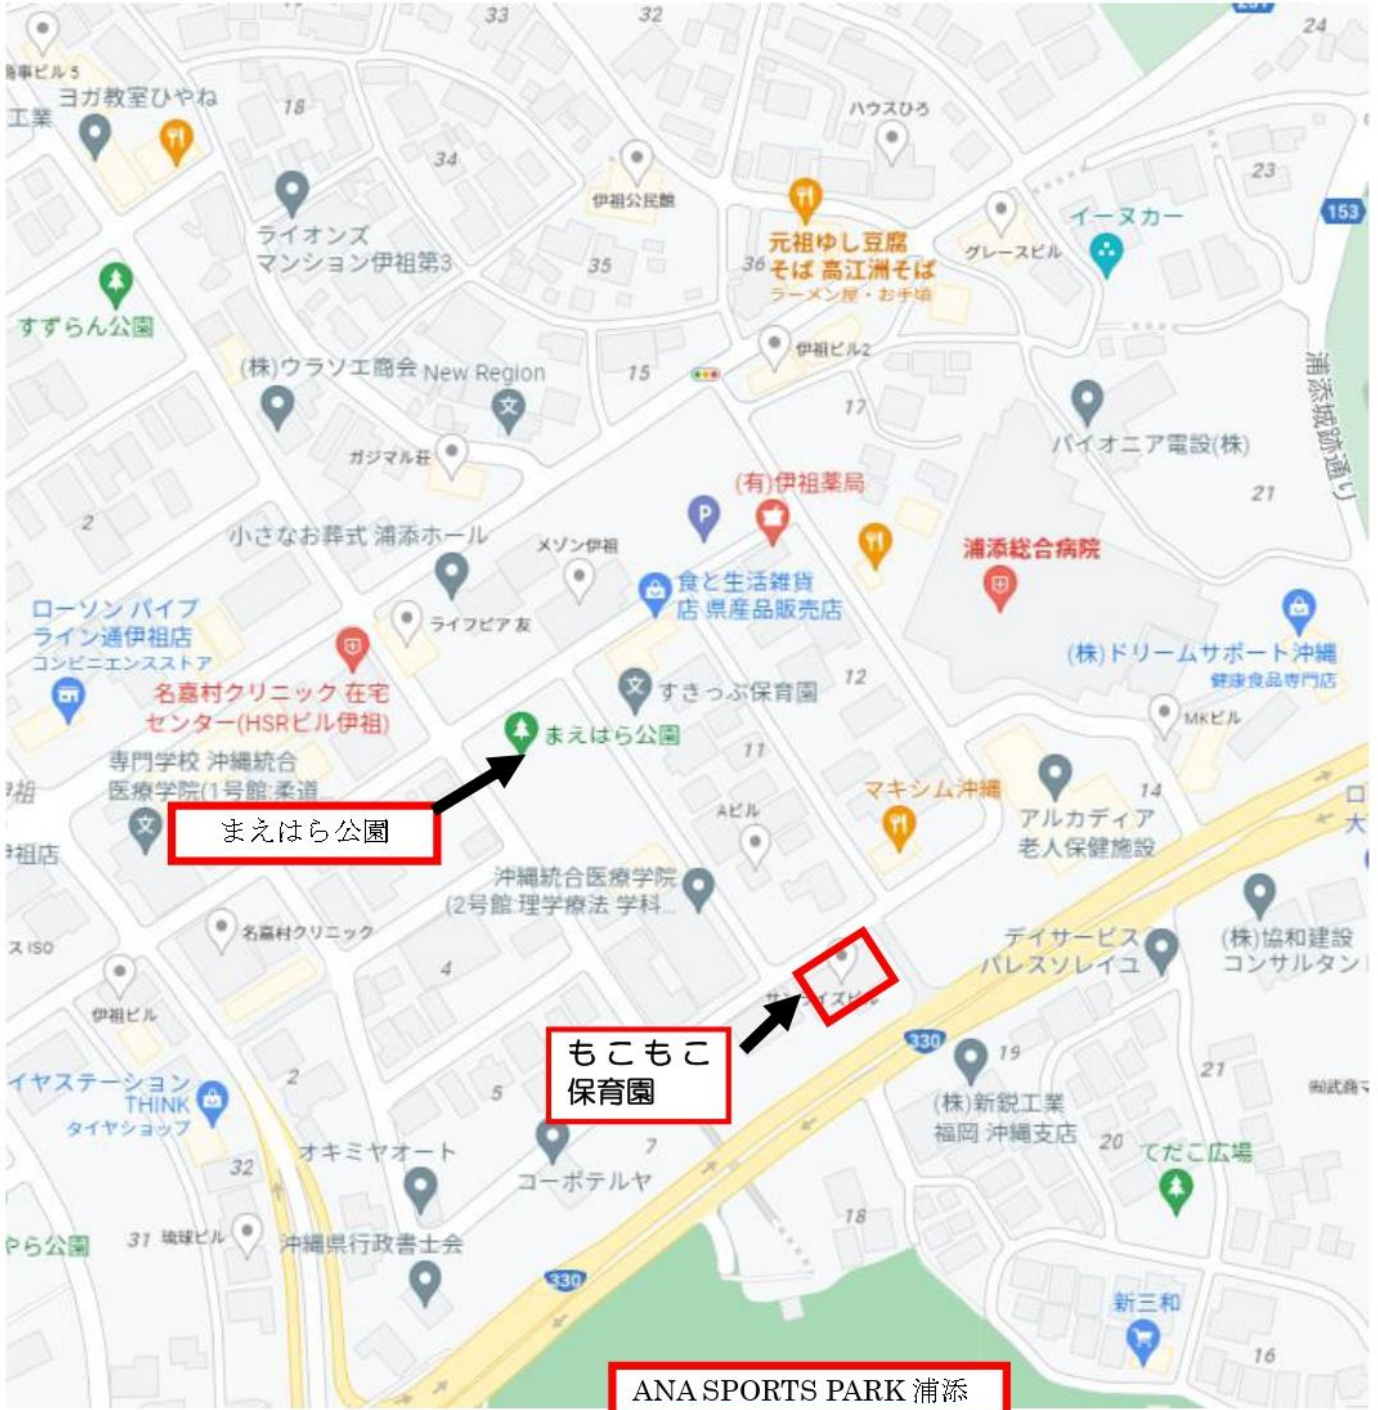 33
32
24
ヨガ教室ひやね
工業
18
ハウスひろ
34
23
伊祖公民館
153
イーヌカー
ライオンズ
マンション伊祖第3
元祖ゆし豆腐
そば 高江洲そば
ラーメン屋・お手頃
グレースビル
35
36
すずらん公園
伊祖ビル2
(株)ウラソエ商会
New Region
15
浦添城跡通り
17
パイオニア電設(株)
ガジマル荘
(有)伊祖薬局
21
2
P
小さなお葬式 浦添ホール
メゾン伊祖
浦添総合病院
食と生活雑貨
店 県産品販売店
ローソン パイプ
ライン通伊祖店
コンビニエンスストア
ライフピア友
(株)ドリームサポート沖縄
健康食品専門店
名嘉村クリニック 在宅
センター(HSRビル伊祖)
文
すきっぷ保育園
12
MKビル
まえはら公園
11
専門学校 沖縄統合
医療学院(1号館:柔道...
マキシム沖縄
14
まえはら公園
Aビル
アルカディア
老人保健施設
沖縄統合医療学院
(2号館:理学療法 学科...
名嘉村クリニック
デイサービス
パレスソレイユ
(株)協和建設
コンサルタン
ス ISO
4
サンライズビル
伊祖ビル
もこもこ
保育園
330
19
21
2
5
イヤステーション
THINK
タイヤショップ
(株)新鋭工業
福岡 沖縄支店
20
てだこ広場
オキミヤオート
7
コーポテルヤ
32
18
やら公園
31
琉球ビル
沖縄県行政書士会
330
新三和
16
ANA SPORTS PARK 浦添